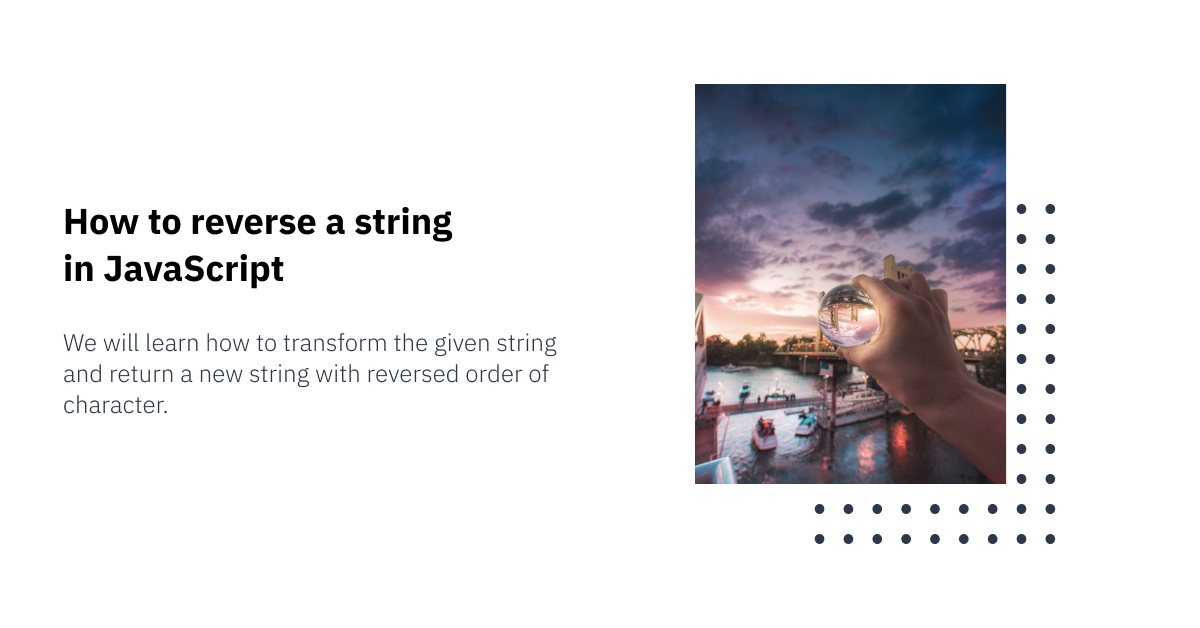 How to reverse a string
in JavaScript
We will learn how to transform the given string
and return a new string with reversed order of
character.